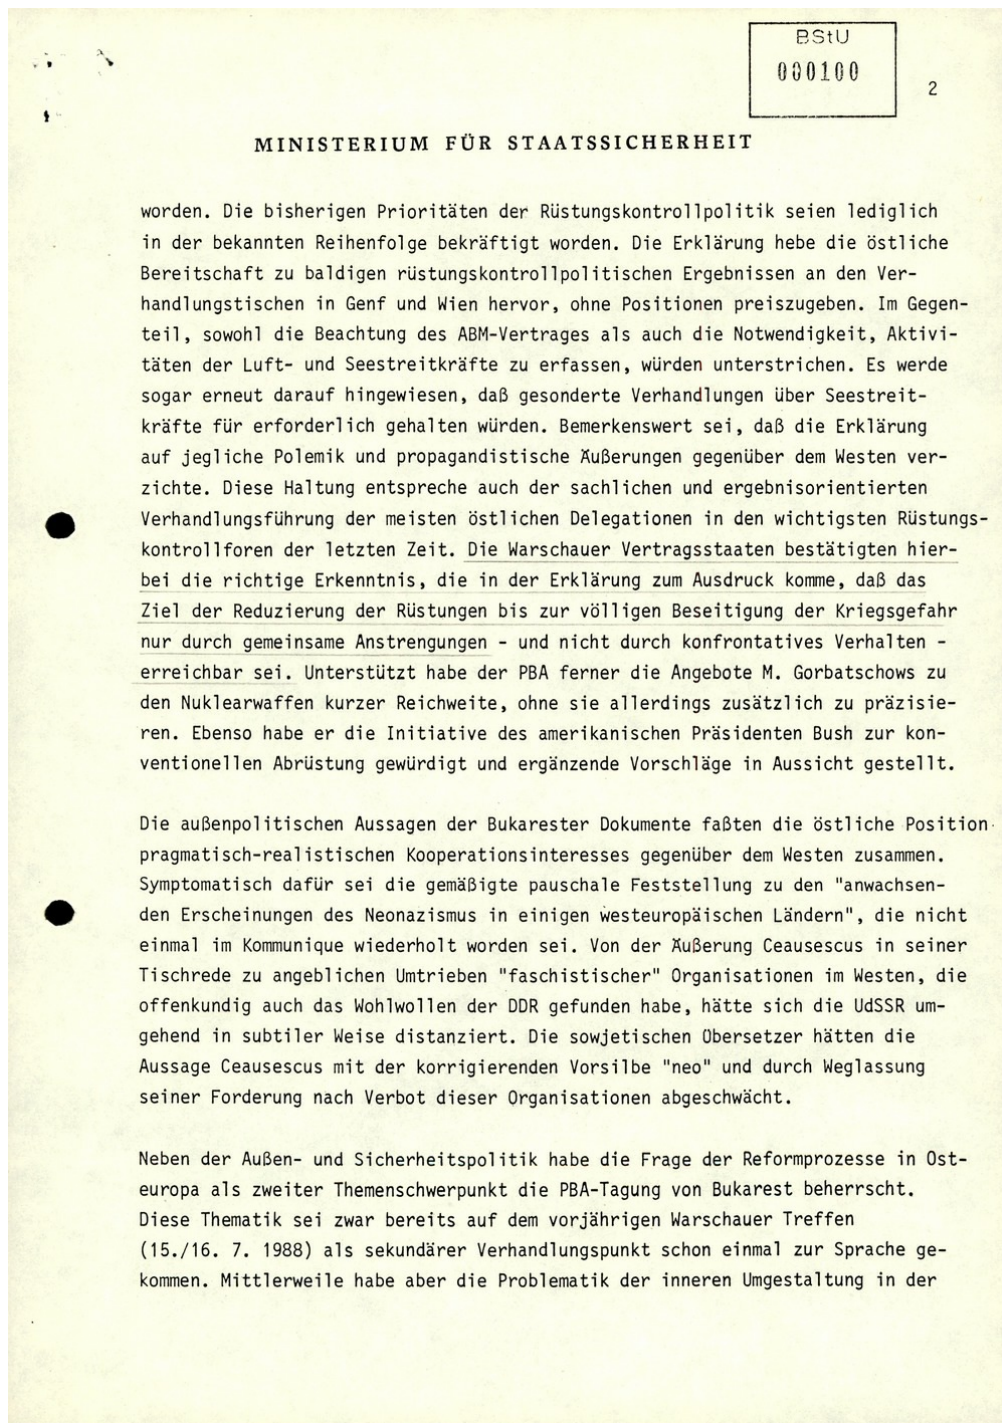 BStU
000100
2
MINISTERIUM FÜR STAATSSICHERHEIT
worden. Die bisherigen Prioritäten der Rüstungskontrollpolitik seien lediglich
in der bekannten Reihenfolge bekräftigt worden. Die Erklärung hebe die östliche
Bereitschaft zu baldigen rüstungskontrollpolitischen Ergebnissen an den Ver-
handlungstischen in Genf und Wien hervor, ohne Positionen preiszugeben. Im Gegen-
teil, sowohl die Beachtung des ABM-Vertrages als auch die Notwendigkeit, Aktivi-
täten der Luft- und Seestreitkräfte zu erfassen, würden unterstrichen. Es werde
sogar erneut darauf hingewiesen, daß gesonderte Verhandlungen über Seestreit-
kräfte für erforderlich gehalten würden. Bemerkenswert sei, daß die Erklärung
auf jegliche Polemik und propagandistische Äußerungen gegenüber dem Westen ver-
zichte. Diese Haltung entspreche auch der sachlichen und ergebnisorientierten
Verhandlungsführung der meisten östlichen Delegationen in den wichtigsten Rüstungs-
kontrollforen der letzten Zeit. Die Warschauer Vertragsstaaten bestätigten hier-
bei die richtige Erkenntnis, die in der Erklärung zum Ausdruck komme, daß das
Ziel der Reduzierung der Rüstungen bis zur völligen Beseitigung der Kriegsgefahr
nur durch gemeinsame Anstrengungen - und nicht durch konfrontatives Verhalten -
erreichbar sei. Unterstützt habe der PBA ferner die Angebote M. Gorbatschows zu
den Nuklearwaffen kurzer Reichweite, ohne sie allerdings zusätzlich zu präzisie-
ren. Ebenso habe er die Initiative des amerikanischen Präsidenten Bush zur kon-
ventionellen Abrüstung gewürdigt und ergänzende Vorschläge in Aussicht gestellt.
Die außenpolitischen Aussagen der Bukarester Dokumente faßten die östliche Position
pragmatisch-realistischen Kooperationsinteresses gegenüber dem Westen zusammen.
Symptomatisch dafür sei die gemäßigte pauschale Feststellung zu den "anwachsen-
den Erscheinungen des Neonazismus in einigen westeuropäischen Ländern", die nicht
einmal im Kommunique wiederholt worden sei. Von der Äußerung Ceausescus in seiner
Tischrede zu angeblichen Umtrieben "faschistischer" Organisationen im Westen, die
offenkundig auch das Wohlwollen der DDR gefunden habe, hätte sich die UdSSR um-
gehend in subtiler Weise distanziert. Die sowjetischen Übersetzer hätten die
Aussage Ceausescus mit der korrigierenden Vorsilbe "neo" und durch Weglassung
seiner Forderung nach Verbot dieser Organisationen abgeschwächt.
Neben der Außen- und Sicherheitspolitik habe die Frage der Reformprozesse in Ost-
europa als zweiter Themenschwerpunkt die PBA-Tagung von Bukarest beherrscht.
Diese Thematik sei zwar bereits auf dem vorjährigen Warschauer Treffen
(15./16. 7. 1988) als sekundärer Verhandlungspunkt schon einmal zur Sprache ge-
kommen. Mittlerweile habe aber die Problematik der inneren Umgestaltung in der